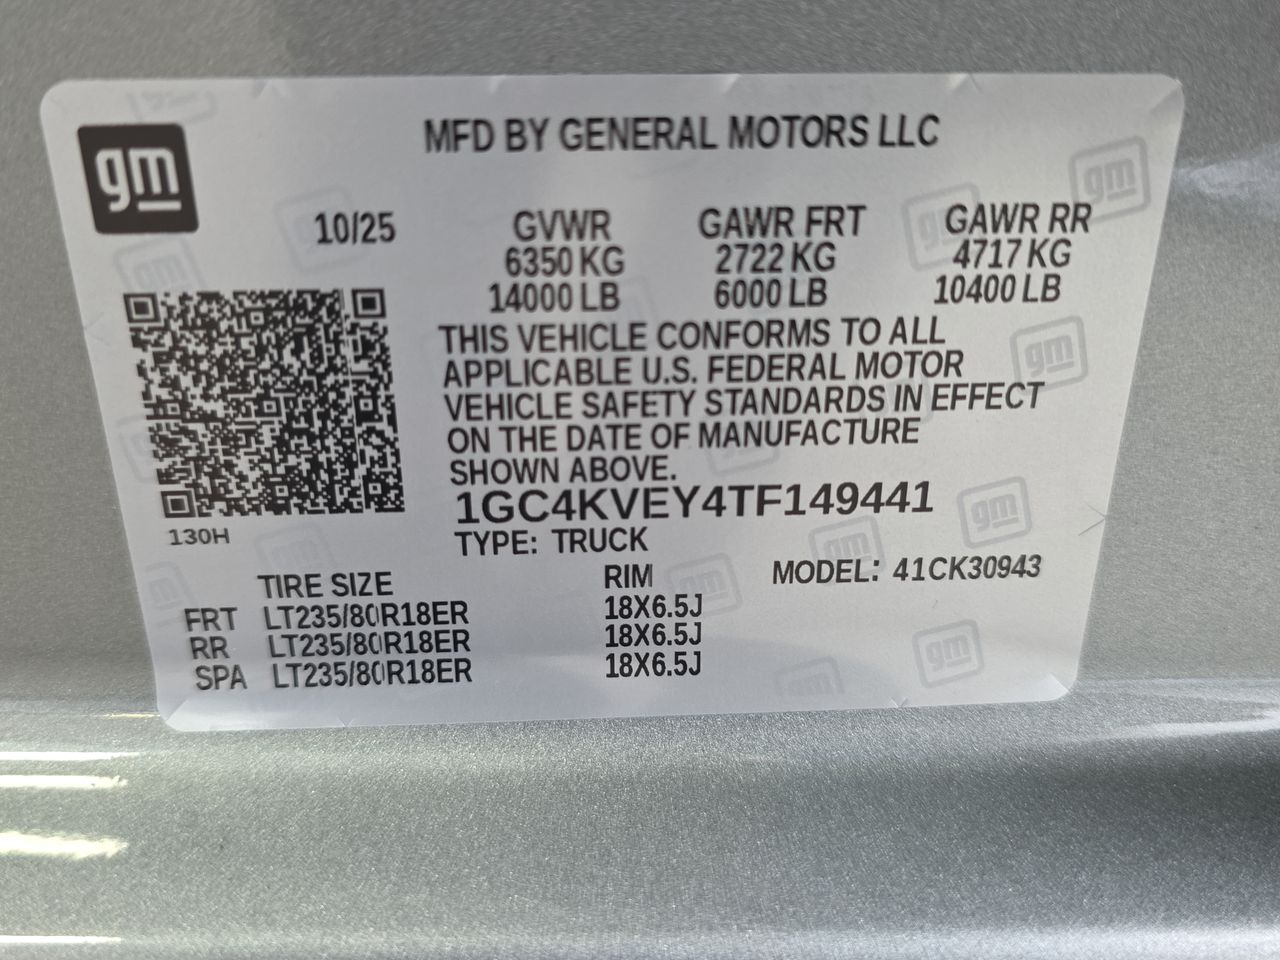 gm
MFD BY GENERAL MOTORS LLC
10/25 GVWR GAWR FRT GAWR RR
6350 KG 2722 KG 4717 KG
14000 LB 6000 LB 10400 LB
THIS VEHICLE CONFORMS TO ALL
APPLICABLE U.S. FEDERAL MOTOR
VEHICLE SAFETY STANDARDS IN EFFECT
ON THE DATE OF MANUFACTURE
SHOWN ABOVE.
1GC4KVEY4TF149441
130H
TYPE: TRUCK
MODEL: 41CK30943
TIRE SIZE RIM
FRT LT235/80R18ER 18X6.5J
RR LT235/80R18ER 18X6.5J
SPA LT235/80R18ER 18X6.5J